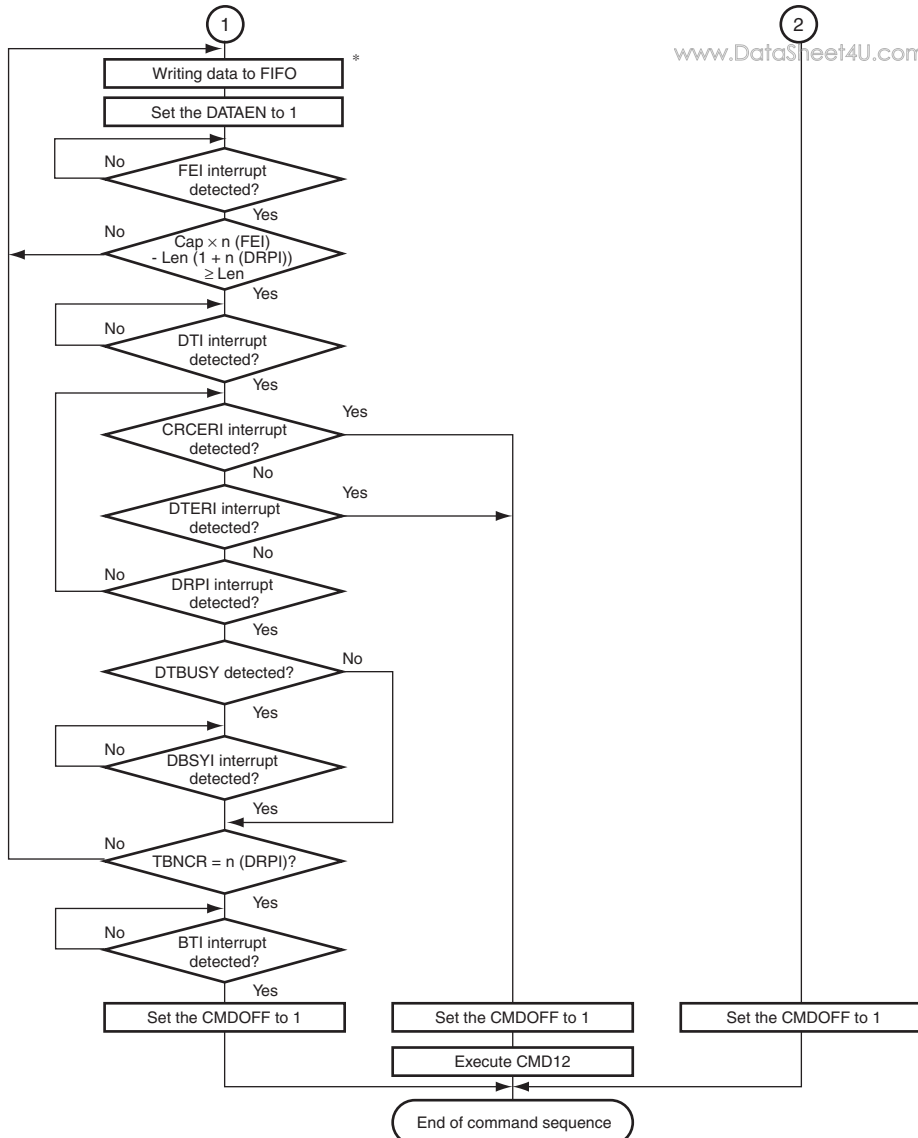 1
2
www.DataSheet4U.com
Writing data to FIFO
*
Set the DATAEN to 1
No
FEI interrupt
detected?
Yes
No
Cap × n (FEI)
- Len (1 + n (DRPI))
≥ Len
Yes
No
DTI interrupt
detected?
Yes
CRCERI interrupt
detected?
Yes
No
DTERI interrupt
detected?
Yes
No
No
DRPI interrupt
detected?
Yes
DTBUSY detected?
No
Yes
No
DBSYI interrupt
detected?
Yes
No
TBNCR = n (DRPI)?
Yes
No
BTI interrupt
detected?
Yes
Set the CMDOFF to 1
Set the CMDOFF to 1
Set the CMDOFF to 1
Execute CMD12
End of command sequence